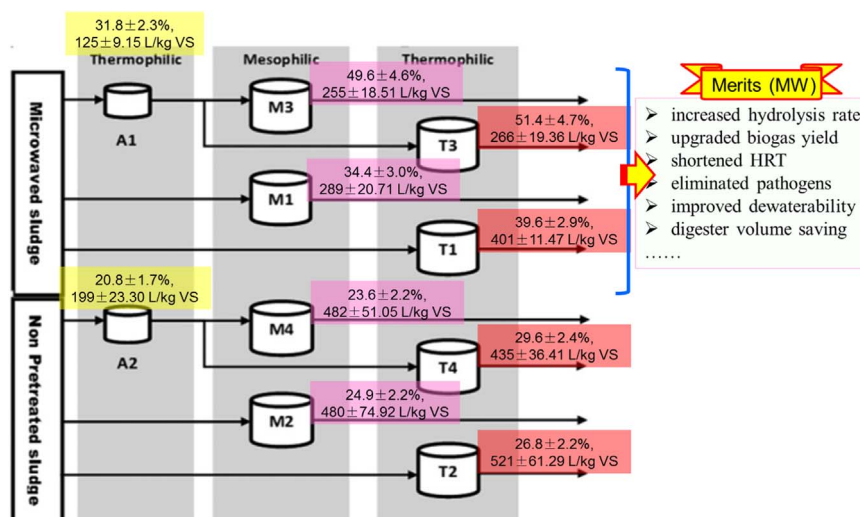 31.8±2.3%,
125±9.15 L/kg VS
Thermophilic
Mesophilic
Thermophilic
Microwaved sludge
A1
M3
49.6±4.6%,
255±18.51 L/kg VS
T3
51.4±4.7%,
266±19.36 L/kg VS
M1
34.4±3.0%,
289±20.71 L/kg VS
T1
39.6±2.9%,
401±11.47 L/kg VS
Non Pretreated sludge
20.8±1.7%,
199±23.30 L/kg VS
A2
M4
23.6±2.2%,
482±51.05 L/kg VS
T4
29.6±2.4%,
435±36.41 L/kg VS
M2
24.9±2.2%,
480±74.92 L/kg VS
T2
26.8±2.2%,
521±61.29 L/kg VS
Merits (MW)
➢ increased hydrolysis rate
➢ upgraded biogas yield
➢ shortened HRT
➢ eliminated pathogens
➢ improved dewaterability
➢ digester volume saving
……